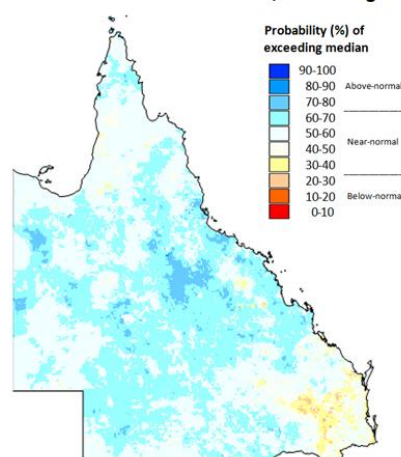 Probability (%) of
exceeding median
90-100
80-90 Above-normal
70-80
60-70
50-60 Near-normal
40-50
30-40
20-30
10-20 Below-normal
0-10